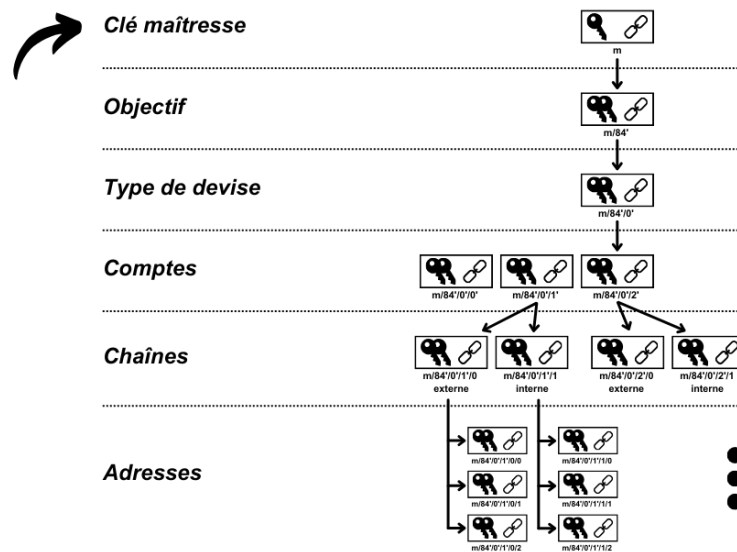 Clé maîtresse
m
Objectif
m/84'
Type de devise
m/84'/0'
Comptes
m/84'/0'/0' m/84'/0'/1' m/84'/0'/2'
Chaînes
m/84'/0'/1'/0 m/84'/0'/1'/1 m/84'/0'/2'/0 m/84'/0'/2'/1
externe interne externe interne
Adresses
m/84'/0'/1'/0/0 m/84'/0'/1'/1/0
m/84'/0'/1'/0/1 m/84'/0'/1'/1/1
m/84'/0'/1'/0/2 m/84'/0'/1'/1/2